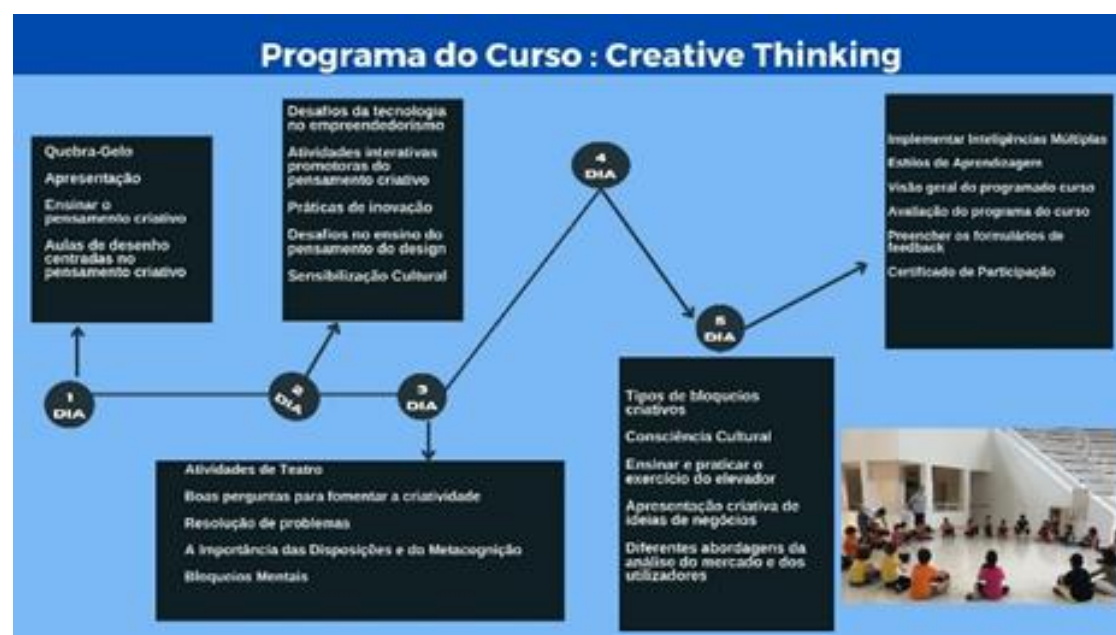 Programa do Curso : Creative Thinking
1
DIA
Quebra-Gelo
Apresentação
Ensinar o
pensamento criativo
Aulas de desenho
centradas no
pensamento criativo
2
DIA
Desafios da tecnologia
no empreendedorismo
Atividades interativas
promotoras do
pensamento criativo
Práticas de inovação
Desafios no ensino do
pensamento do design
Sensibilização Cultural
3
DIA
Atividades de Teatro
Boas perguntas para fomentar a criatividade
Resolução de problemas
A Importância das Disposições e do Metacognição
Bloqueios Mentais
4
DIA
Tipos de bloqueios
criativos
Consciência Cultural
Ensinar e praticar o
exercício do elevador
Apresentação criativa de
ideias de negócios
Diferentes abordagens da
análise do mercado e dos
utilizadores
5
DIA
Implementar Inteligências Múltiplas
Estilos de Aprendizagem
Visão geral do programado curso
Avaliação do programa do curso
Preencher os formulários de
feedback
Certificado de Participação